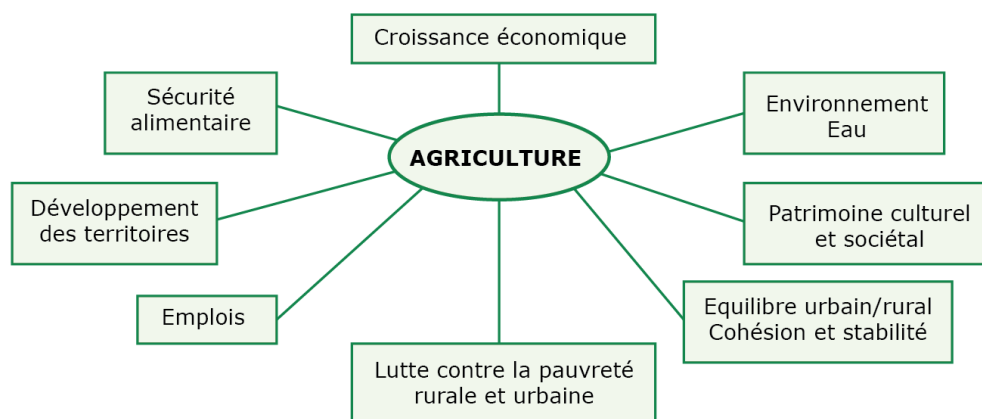 Croissance économique
Sécurité
alimentaire
Environnement
Eau
AGRICULTURE
Développement
des territoires
Patrimoine culturel
et sociétal
Emplois
Equilibre urbain/rural
Cohésion et stabilité
Lutte contre la pauvreté
rurale et urbaine